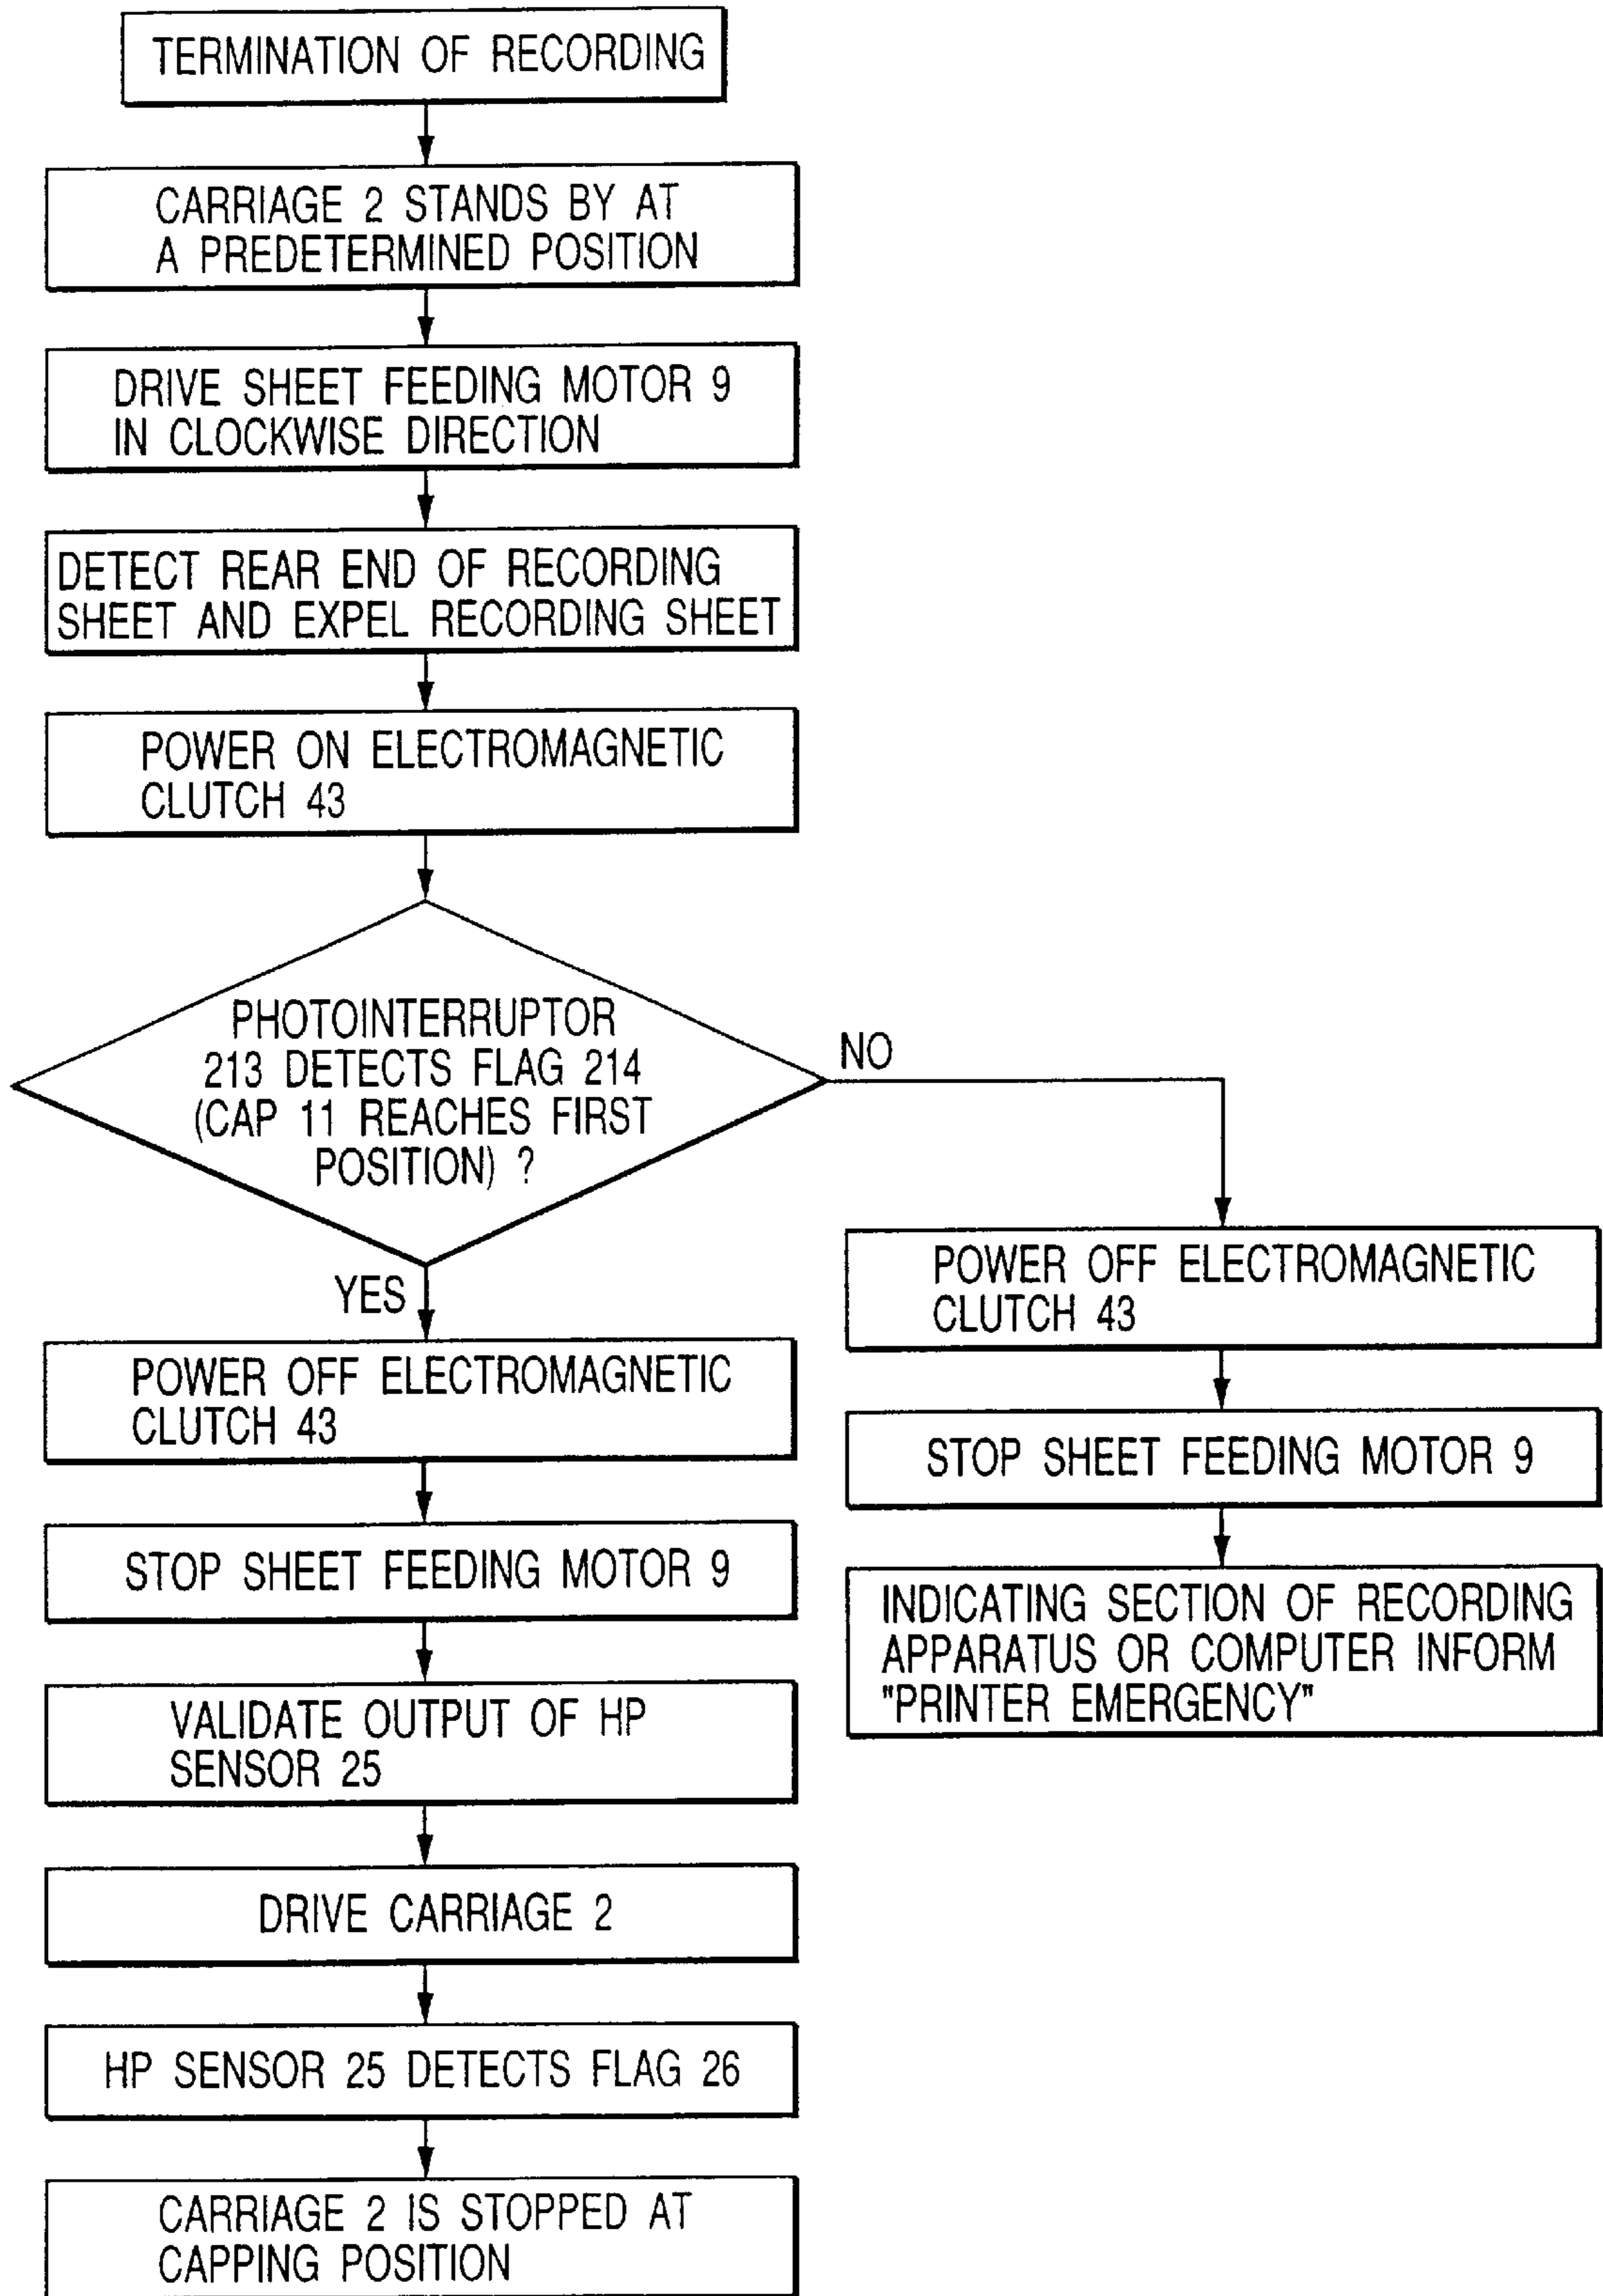 TERMINATION OF RECORDING
CARRIAGE 2 STANDS BY AT
A PREDETERMINED POSITION
DRIVE SHEET FEEDING MOTOR 9
IN CLOCKWISE DIRECTION
DETECT REAR END OF RECORDING
SHEET AND EXPEL RECORDING SHEET
POWER ON ELECTROMAGNETIC
CLUTCH 43
PHOTOINTERRUPTOR
213 DETECTS FLAG 214
(CAP 11 REACHES FIRST
POSITION) ?
NO
YES
POWER OFF ELECTROMAGNETIC
CLUTCH 43
STOP SHEET FEEDING MOTOR 9
VALIDATE OUTPUT OF HP
SENSOR 25
DRIVE CARRIAGE 2
HP SENSOR 25 DETECTS FLAG 26
CARRIAGE 2 IS STOPPED AT
CAPPING POSITION
POWER OFF ELECTROMAGNETIC
CLUTCH 43
STOP SHEET FEEDING MOTOR 9
INDICATING SECTION OF RECORDING
APPARATUS OR COMPUTER INFORM
"PRINTER EMERGENCY"